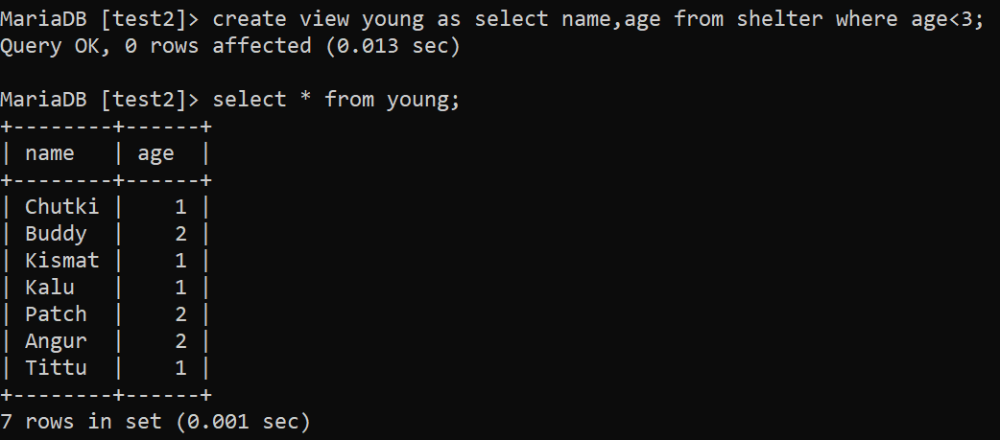 MariaDB [test2]> create view young as select name,age from shelter where age<3;
Query OK, 0 rows affected (0.013 sec)

MariaDB [test2]> select * from young;
+--------+------+
| name   | age  |
+--------+------+
| Chutki |    1 |
| Buddy  |    2 |
| Kismat |    1 |
| Kalu   |    1 |
| Patch  |    2 |
| Angur  |    2 |
| Tittu  |    1 |
+--------+------+
7 rows in set (0.001 sec)